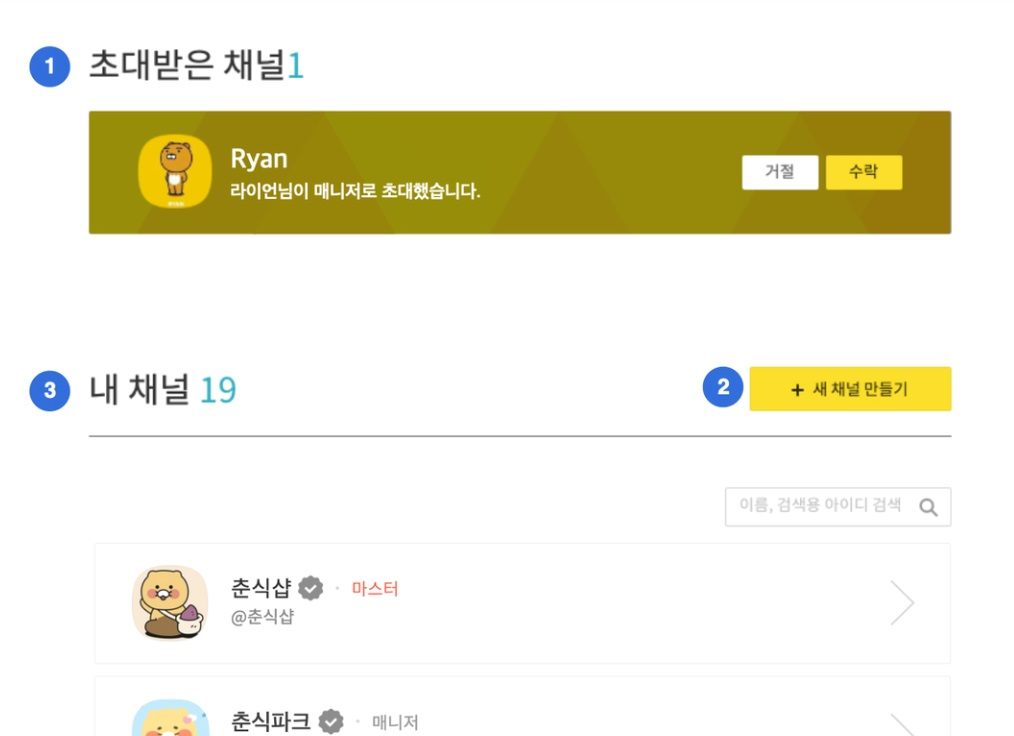 1 초대받은 채널1
Ryan
라이언님이 매니저로 초대했습니다.
거절 수락
3 내 채널 19
2 + 새 채널 만들기
이름, 검색용 아이디 검색
춘식샵 · 마스터
@춘식샵
춘식파크 · 매니저